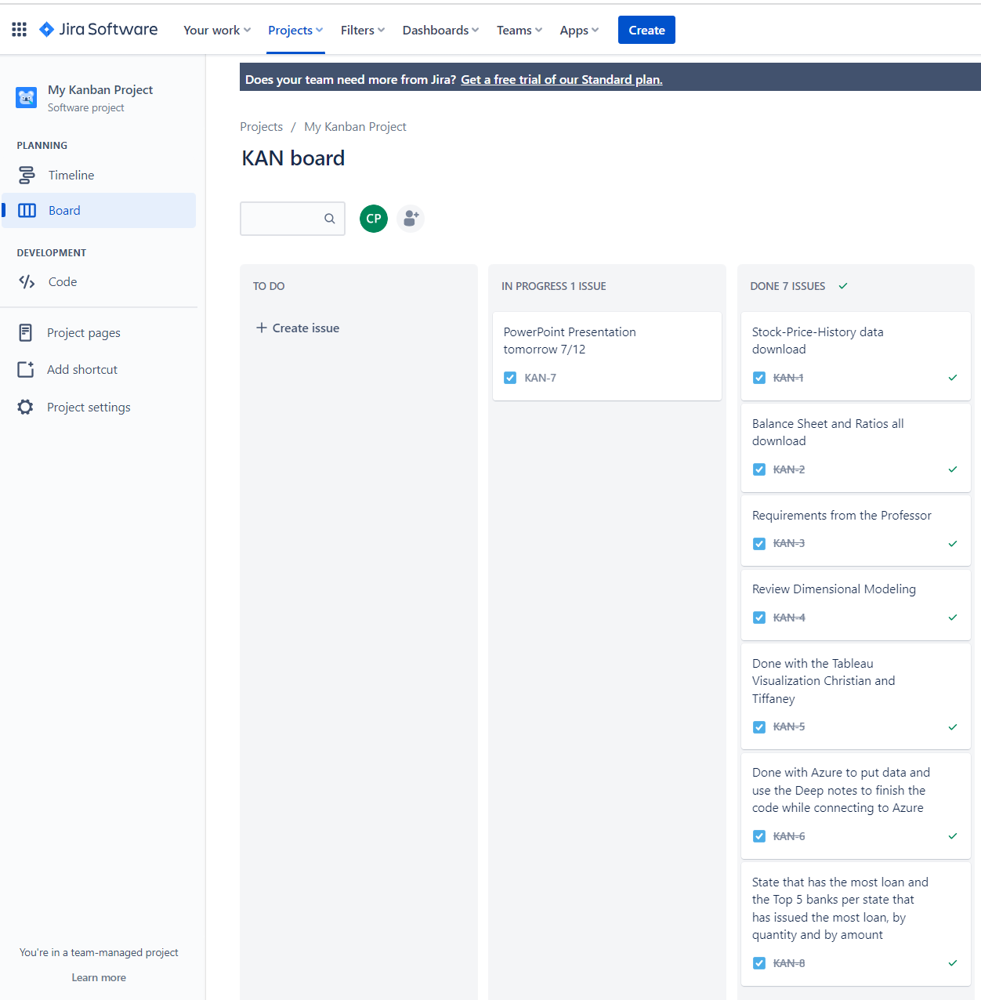 Jira Software
Your work
Projects
Filters
Dashboards
Teams
Apps
Create
My Kanban Project
Software project
PLANNING
Timeline
Board
DEVELOPMENT
Code
Project pages
Add shortcut
Project settings
You're in a team-managed project
Learn more
Does your team need more from Jira? Get a free trial of our Standard plan.
Projects / My Kanban Project
KAN board
CP
TO DO
+ Create issue
IN PROGRESS 1 ISSUE
PowerPoint Presentation
tomorrow 7/12
KAN-7
DONE 7 ISSUES
Stock-Price-History data
download
KAN-1
Balance Sheet and Ratios all
download
KAN-2
Requirements from the Professor
KAN-3
Review Dimensional Modeling
KAN-4
Done with the Tableau
Visualization Christian and
Tiffaney
KAN-5
Done with Azure to put data and
use the Deep notes to finish the
code while connecting to Azure
KAN-6
State that has the most loan and
the Top 5 banks per state that
has issued the most loan, by
quantity and by amount
KAN-8